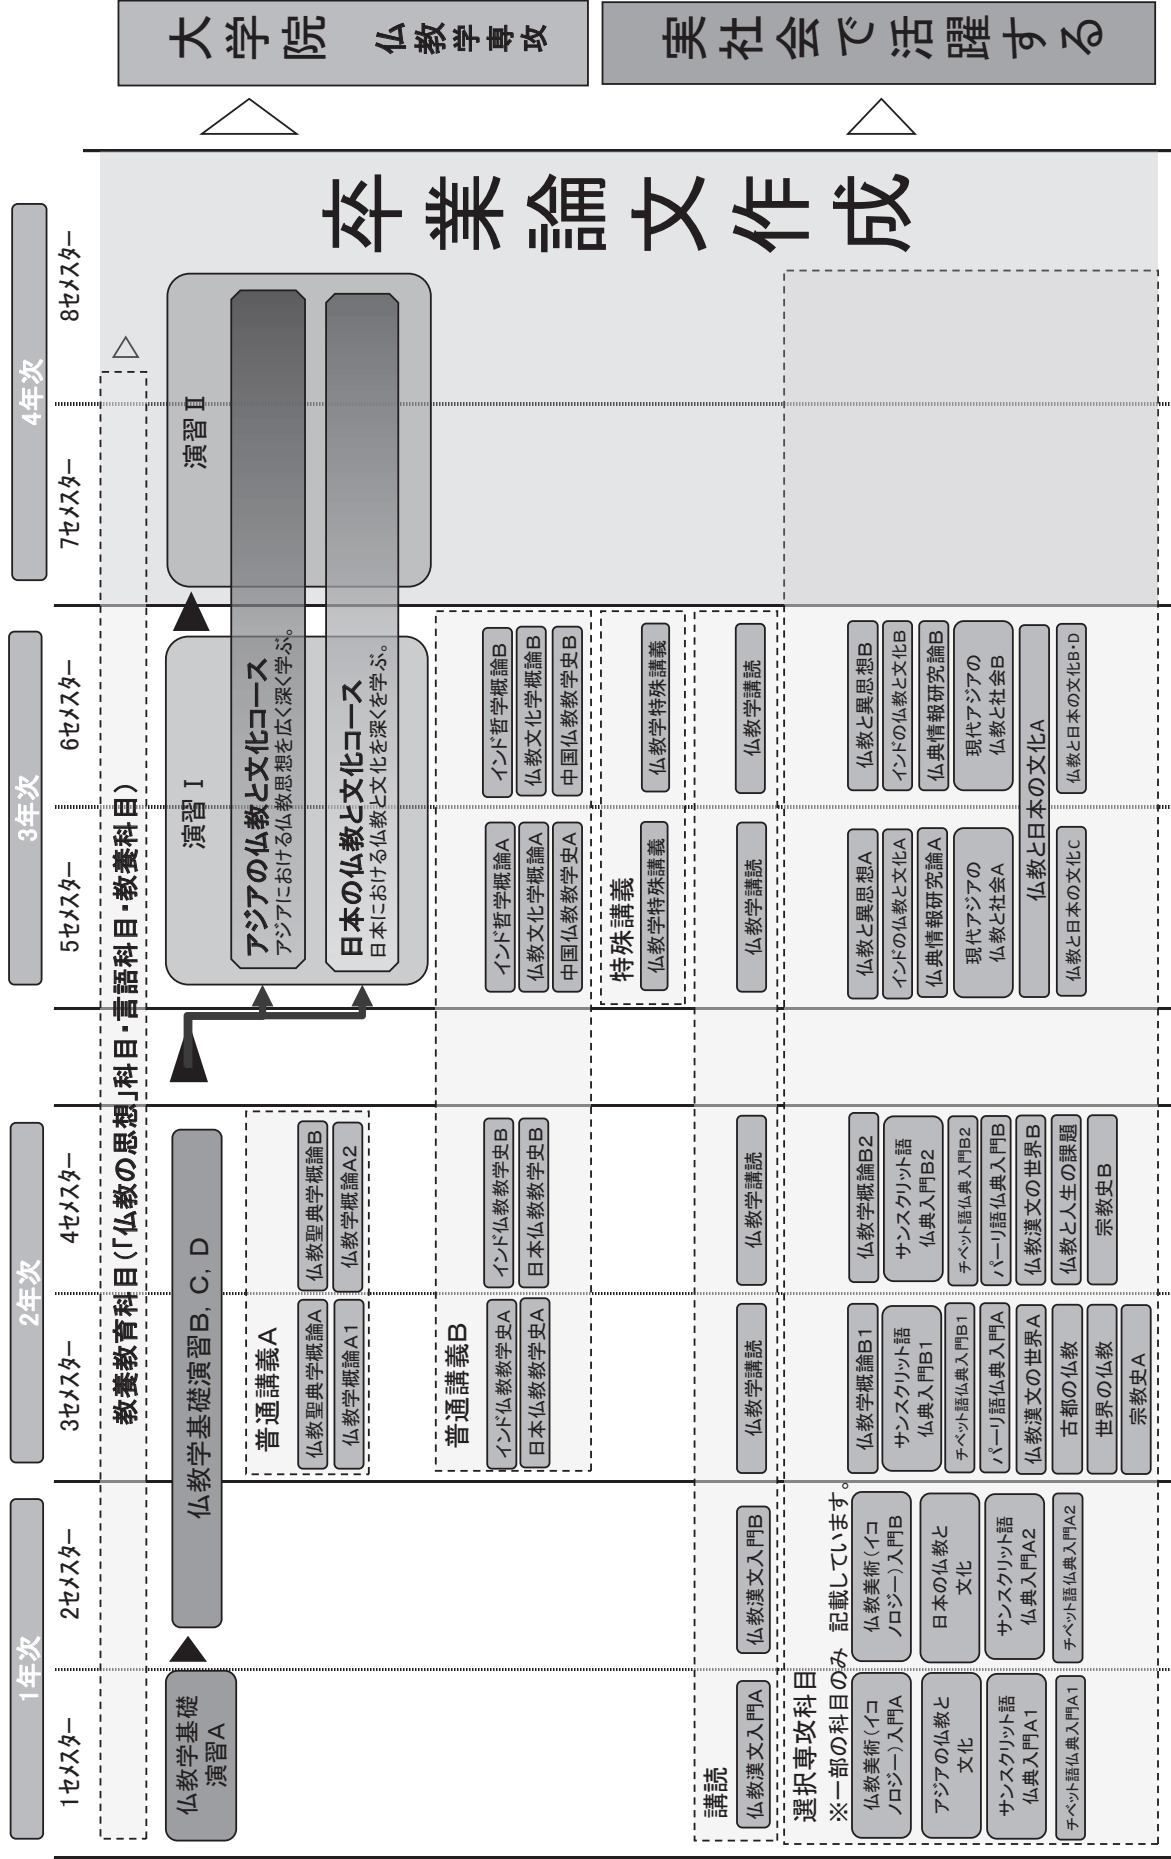 1年次
2年次
3年次
4年次
1セメスター
2セメスター
3セメスター
4セメスター
5セメスター
6セメスター
7セメスター
8セメスター
教養教育科目（「仏教の思想」科目・言語科目・教養科目）
仏教学基礎
演習A
仏教学基礎演習B, C, D
演習Ⅰ
演習Ⅱ
アジアの仏教と文化コース
アジアにおける仏教思想を広く深く学ぶ。
日本の仏教と文化コース
日本における仏教と文化を深くを学ぶ。
普通講義A
仏教聖典学概論A
仏教聖典学概論B
仏教学概論A1
仏教学概論A2
普通講義B
インド仏教教学史A
インド仏教教学史B
インド哲学概論A
インド哲学概論B
日本仏教教学史A
日本仏教教学史B
仏教文化学概論A
仏教文化学概論B
中国仏教教学史A
中国仏教教学史B
特殊講義
仏教学特殊講義
仏教学特殊講義
講読
仏教漢文入門A
仏教漢文入門B
仏教学講読
仏教学講読
仏教学講読
仏教学講読
選択専攻科目
※一部の科目のみ 記載しています。
仏教美術（イコ
ノロジー）入門A
アジアの仏教と
文化
サンスクリット語
仏典入門A1
チベット語仏典入門A1
仏教美術（イコ
ノロジー）入門B
日本の仏教と
文化
サンスクリット語
仏典入門A2
チベット語仏典入門A2
仏教学概論B1
サンスクリット語
仏典入門B1
チベット語仏典入門B1
パーリ語仏典入門A
仏教漢文の世界A
古都の仏教
世界の仏教
宗教史A
仏教学概論B2
サンスクリット語
仏典入門B2
チベット語仏典入門B2
パーリ語仏典入門B
仏教漢文の世界B
仏教と人生の課題
宗教史B
仏教と異思想A
インドの仏教と文化A
仏典情報研究論A
現代アジアの
仏教と社会A
仏教と日本の文化A
仏教と日本の文化C
仏教と異思想B
インドの仏教と文化B
仏典情報研究論B
現代アジアの
仏教と社会B
仏教と日本の文化B・D
卒業論文作成
大学院 仏教学専攻
実社会で活躍する